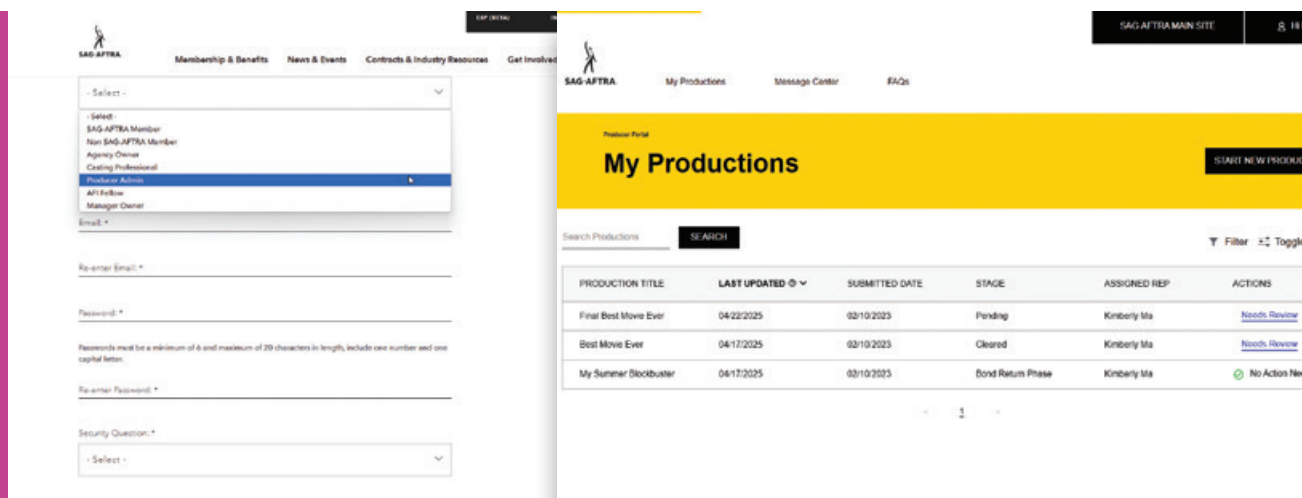 SAG-AFTRA
Membership & Benefits News & Events Contracts & Industry Resources Get Involved
- Select -
- Select -
SAG-AFTRA Member
Non SAG-AFTRA Member
Agency Owner
Casting Professional
Producer Admin
AFI Fellow
Manager Owner
Email: *
Re-enter Email: *
Password: *
Passwords must be a minimum of 6 and maximum of 20 characters in length, include one number and one
capital letter.
Re-enter Password: *
Security Question: *
- Select -
SAG-AFTRA MAIN SITE
SAG-AFTRA
My Productions Message Center FAQs
Producer Portal
My Productions
START NEW PRODUC
Search Productions SEARCH
Filter Toggle
PRODUCTION TITLE LAST UPDATED SUBMITTED DATE STAGE ASSIGNED REP ACTIONS
Final Best Movie Ever 04/22/2025 02/10/2023 Pending Kimberly Ma Needs Review
Best Movie Ever 04/17/2025 02/10/2023 Cleared Kimberly Ma Needs Review
My Summer Blockbuster 04/17/2025 02/10/2023 Bond Return Phase Kimberly Ma No Action Nee
1